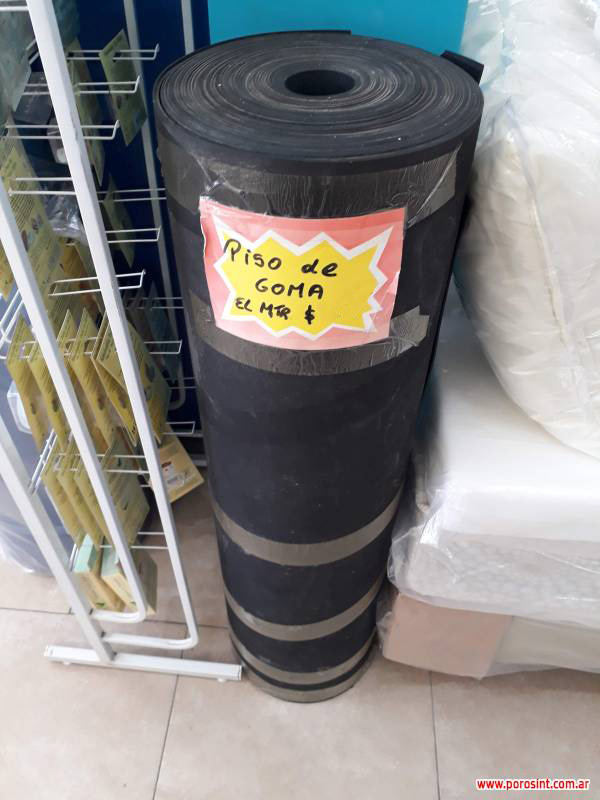 Piso de
GOMA
EL MTR $
www.porosint.com.ar